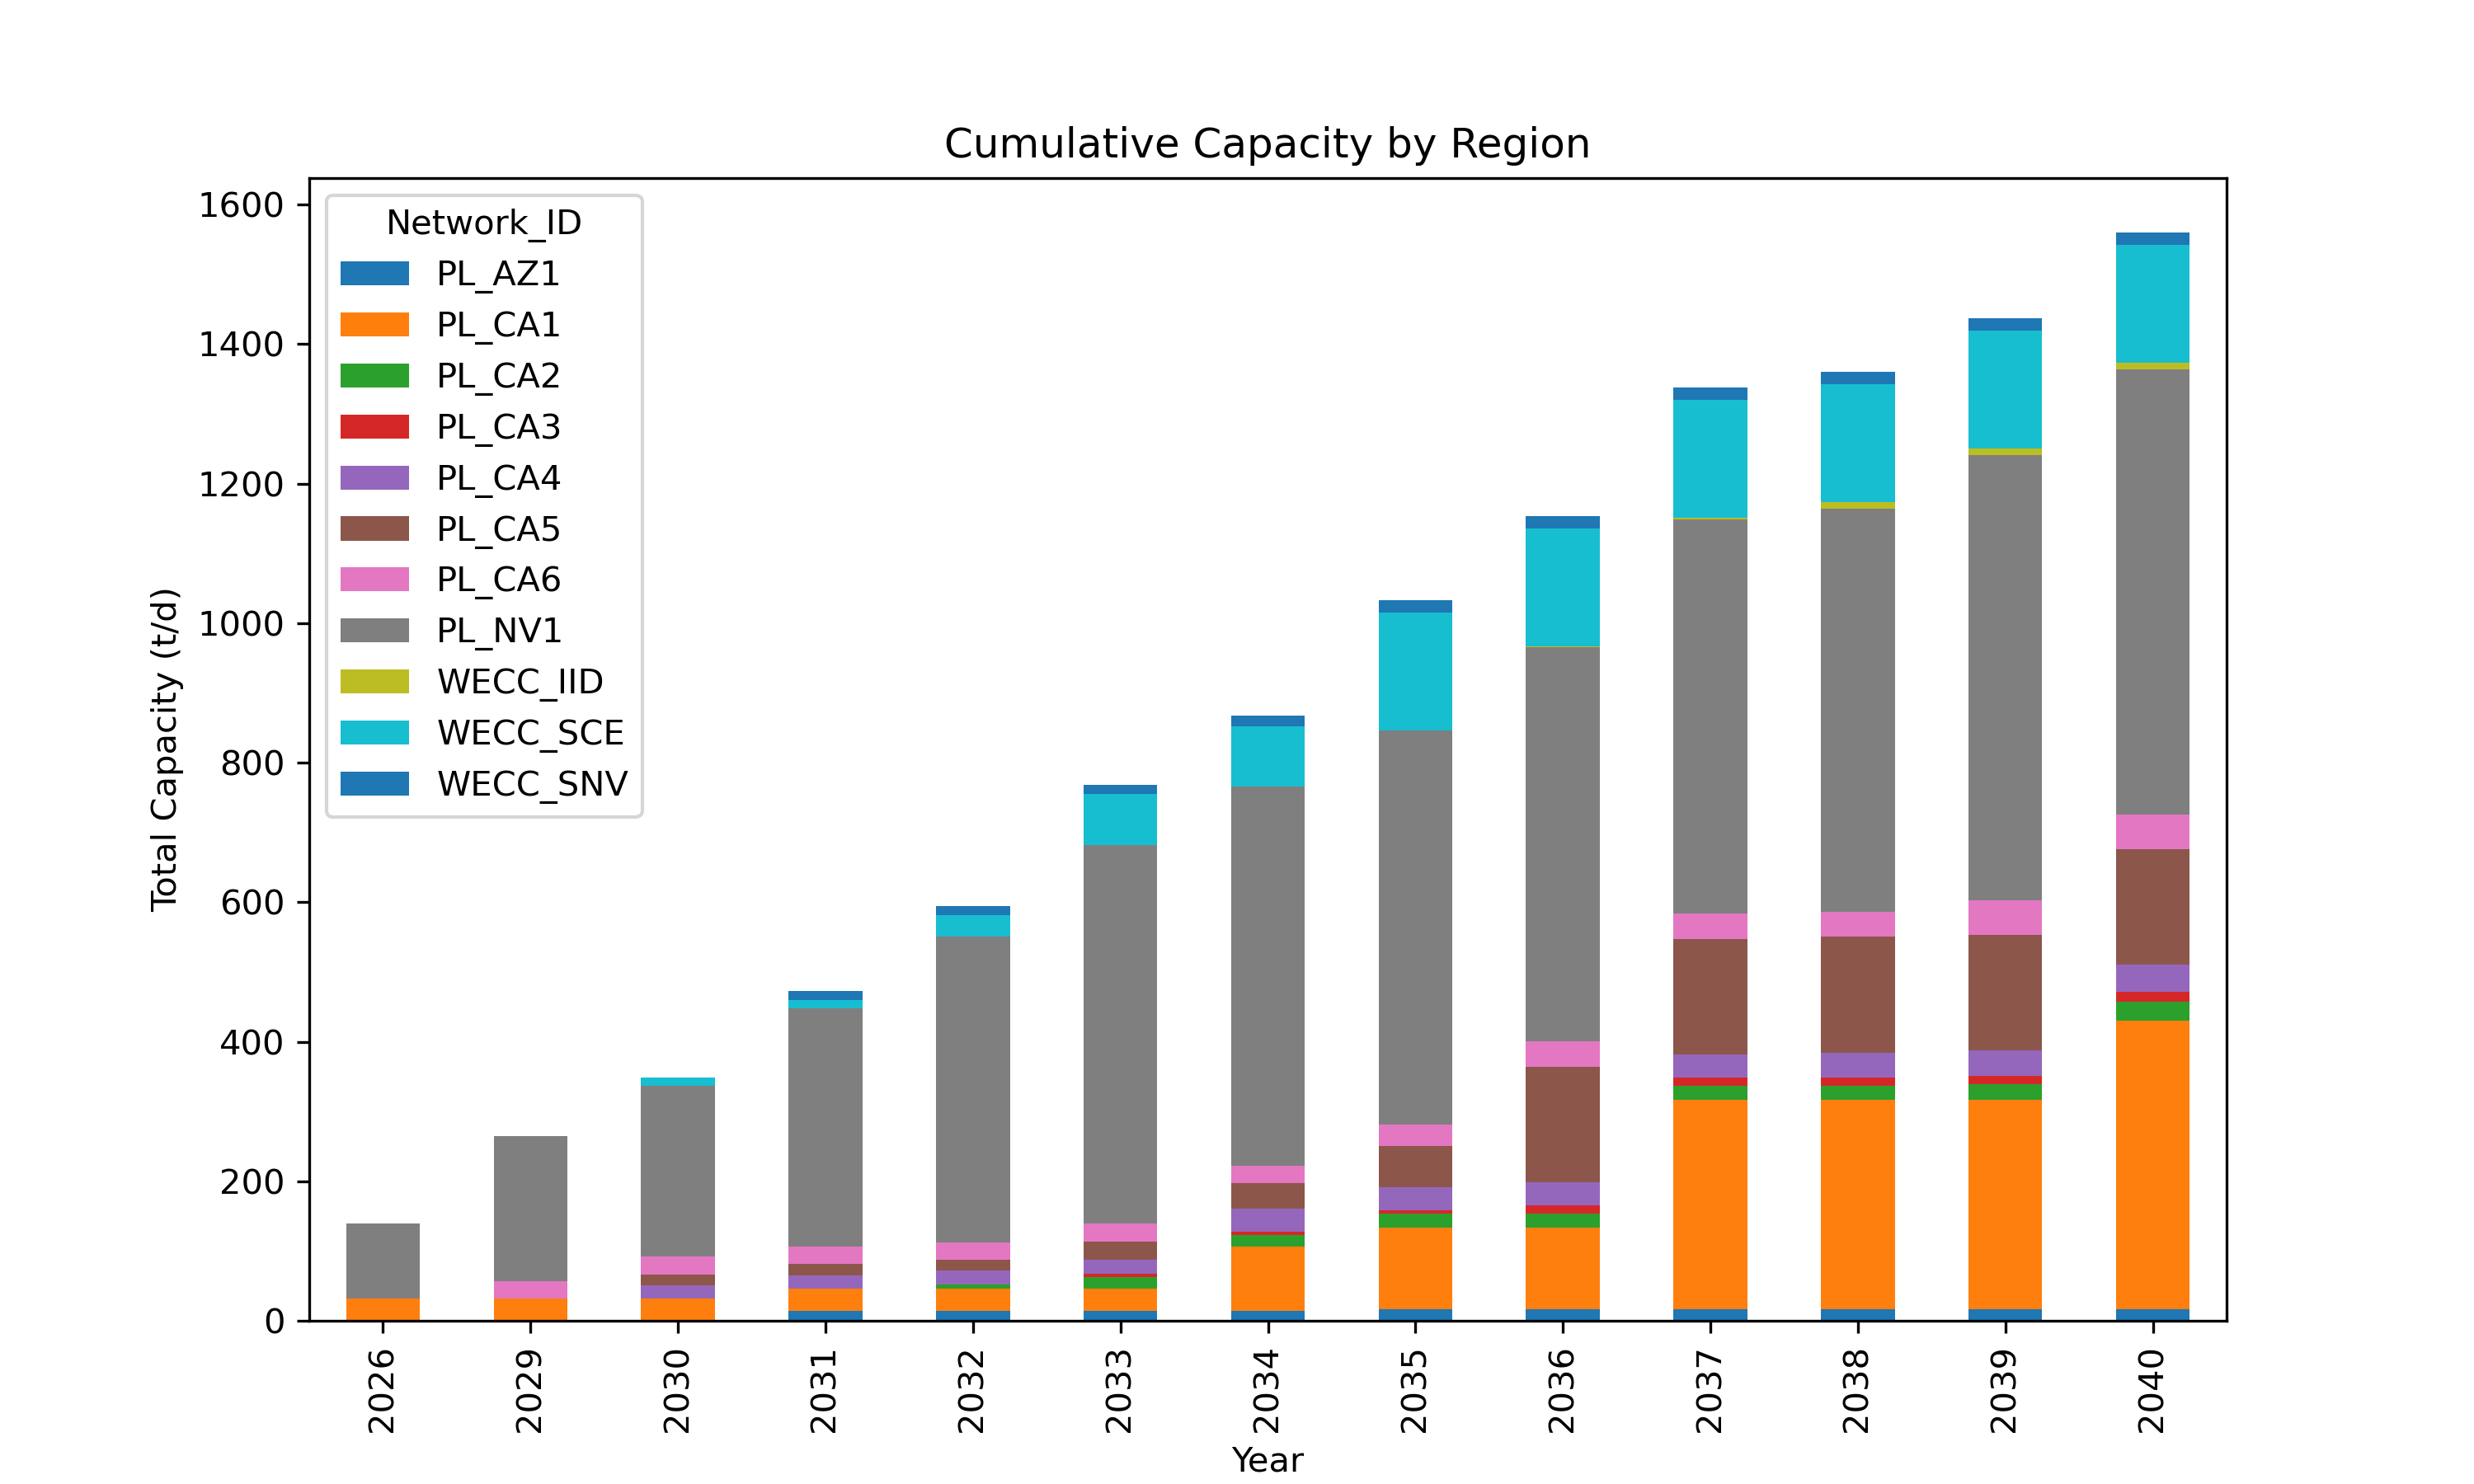 Cumulative Capacity by Region
Total Capacity (t/d)
1600
1400
1200
1000
800
600
400
200
0
Network_ID
PL_AZ1
PL_CA1
PL_CA2
PL_CA3
PL_CA4
PL_CA5
PL_CA6
PL_NV1
WECC_IID
WECC_SCE
WECC_SNV
2026
2029
2030
2031
2032
2033
2034
2035
2036
2037
2038
2039
2040
Year